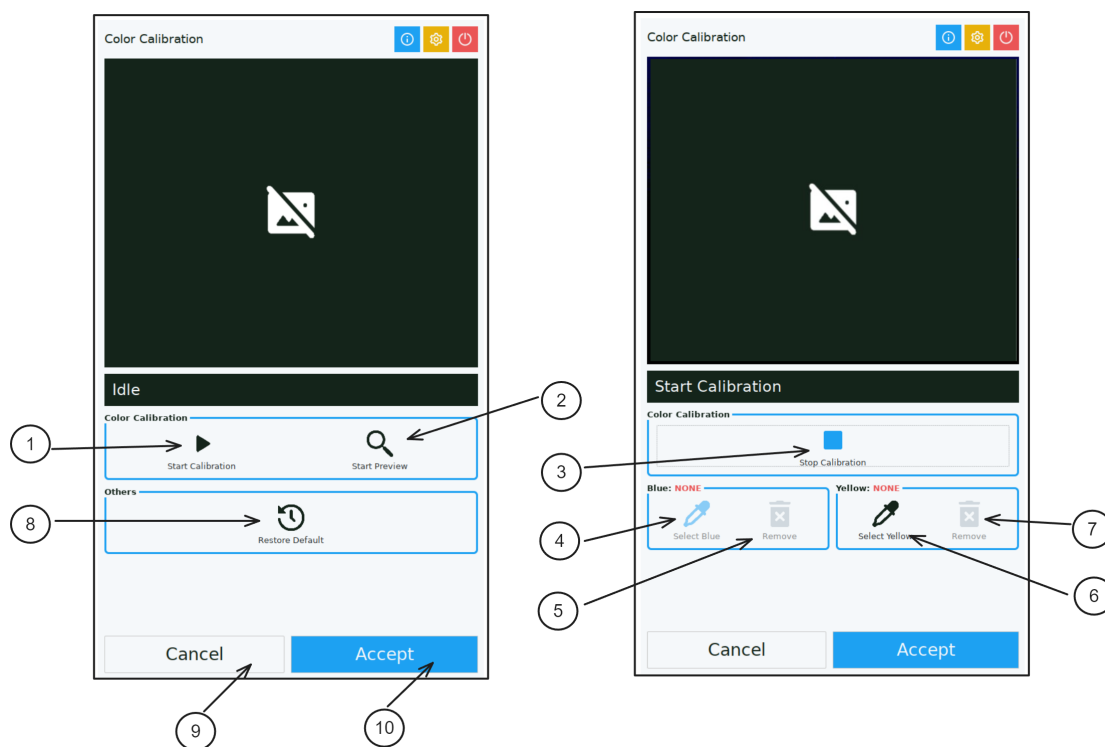 Color Calibration
Idle
Color Calibration
Start Calibration
Start Preview
Others
Restore Default
Cancel
Accept
1
2
8
9
10
Color Calibration
Start Calibration
Color Calibration
Stop Calibration
Blue: NONE
Yellow: NONE
Select Blue
Remove
Select Yellow
Remove
Cancel
Accept
3
4
5
6
7